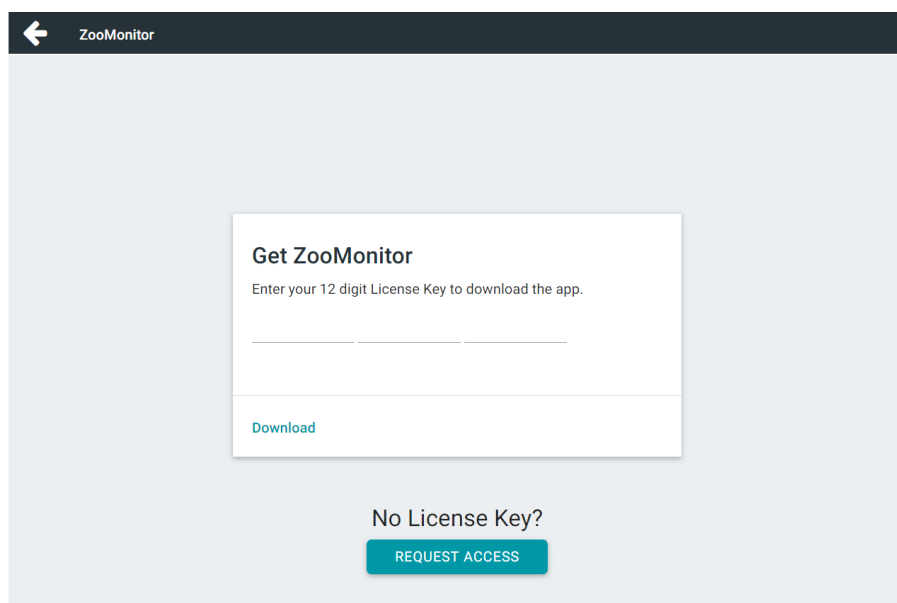 ZooMonitor
Get ZooMonitor
Enter your 12 digit License Key to download the app.
Download
No License Key?
REQUEST ACCESS